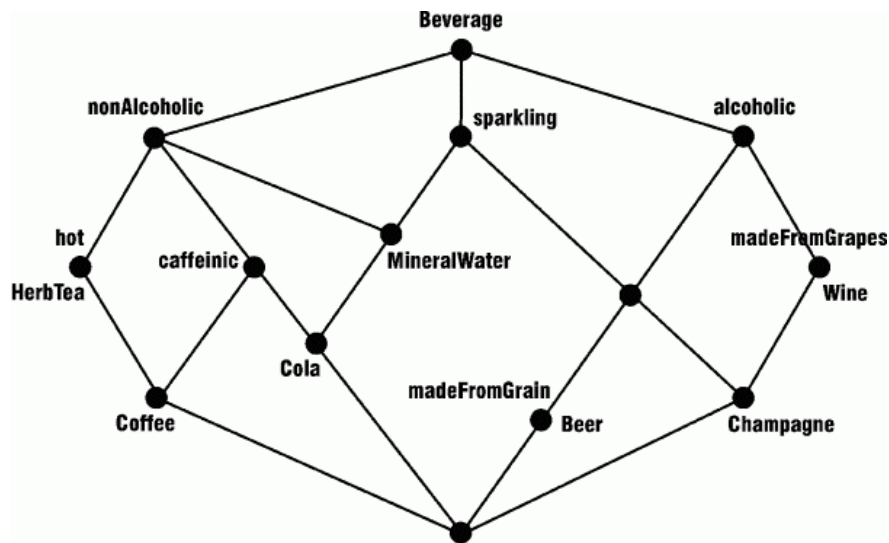 Beverage
nonAlcoholic
sparkling
alcoholic
hot
caffeinic
MineralWater
madeFromGrapes
HerbTea
Wine
Cola
madeFromGrain
Coffee
Beer
Champagne